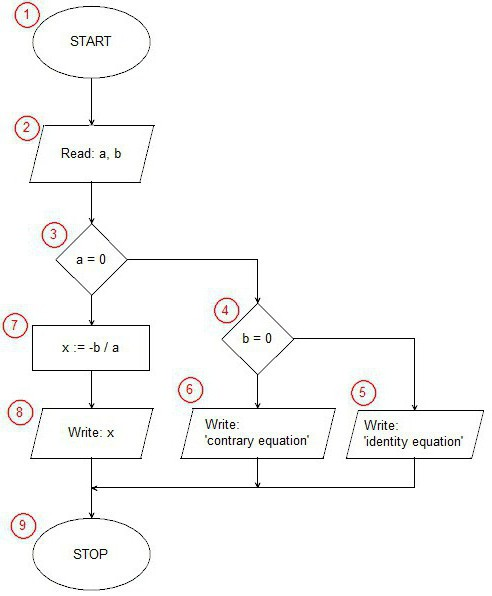 1
START
2
Read: a, b
3
a = 0
4
b = 0
7
x := -b / a
6
5
8
Write: x
Write:
'contrary equation'
Write:
'identity equation'
9
STOP